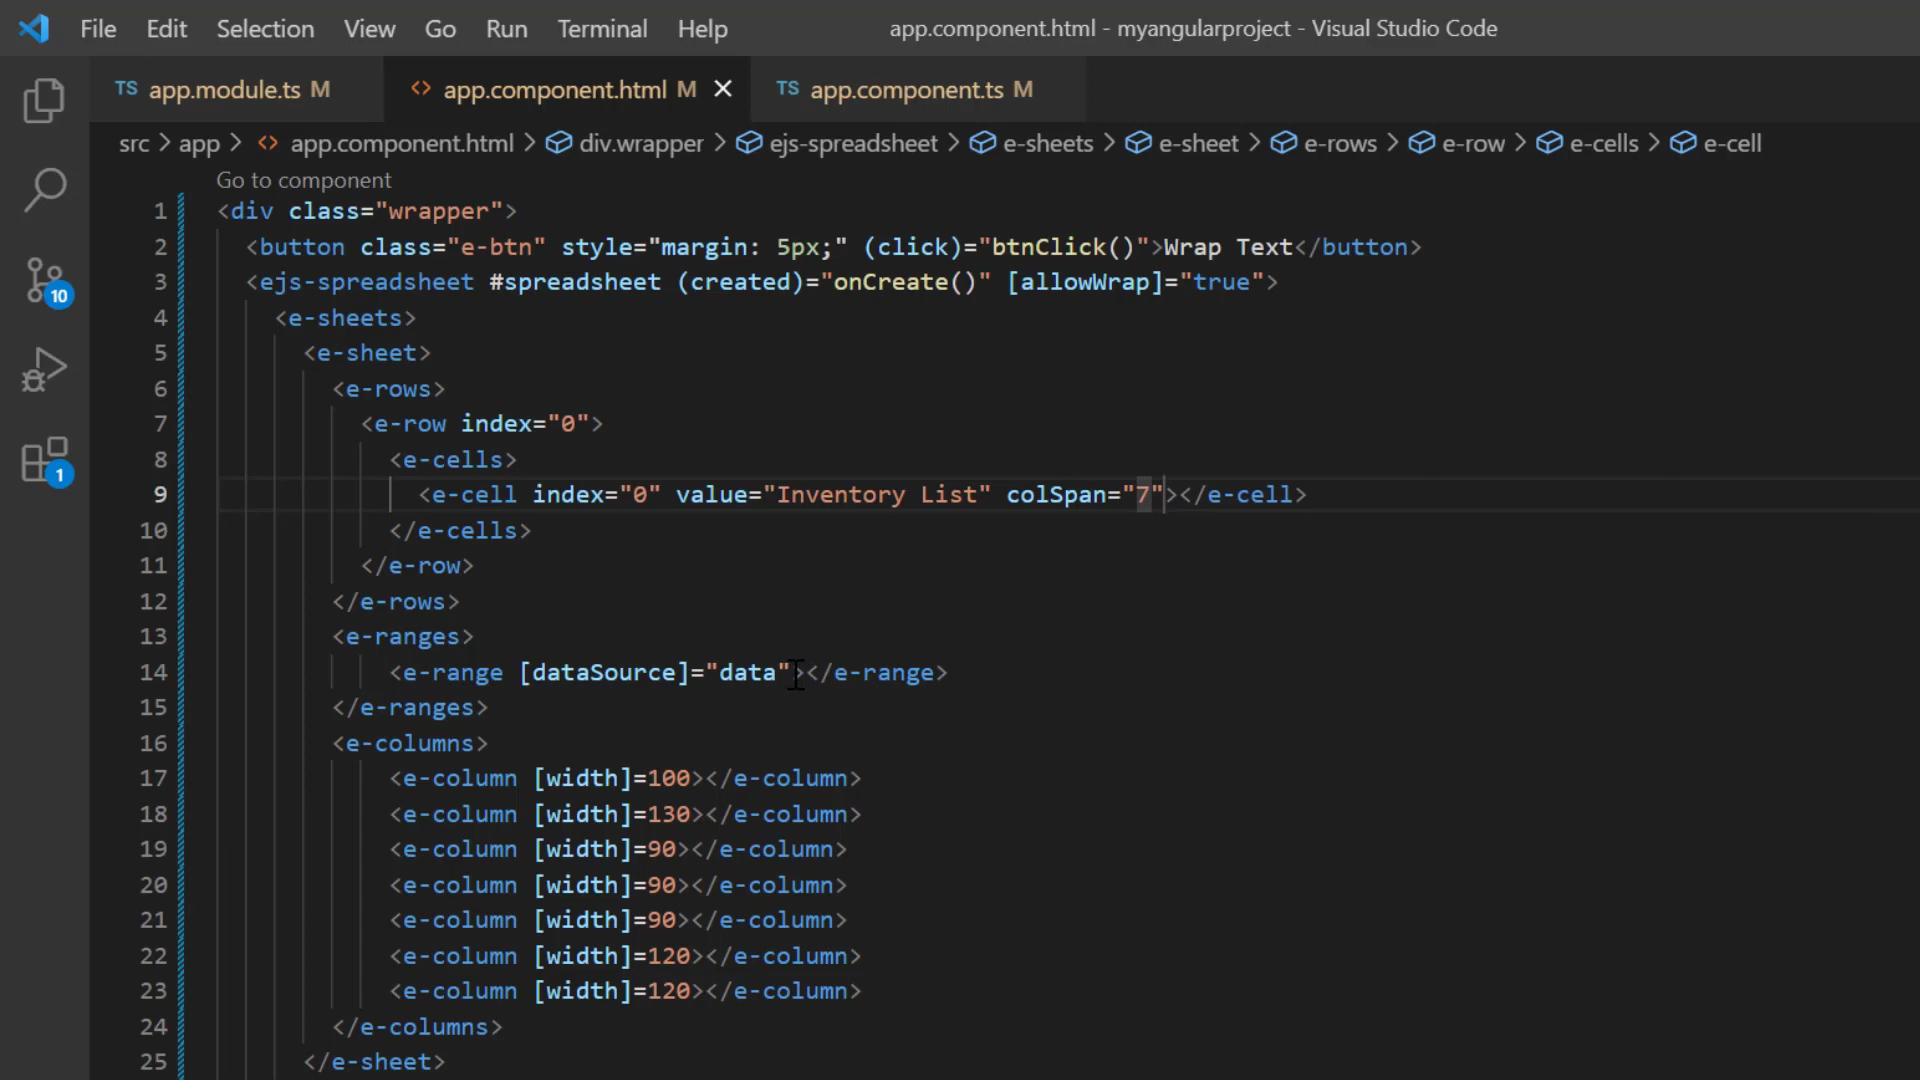 File Edit Selection View Go Run Terminal Help app.component.html - myangularproject - Visual Studio Code
TS app.module.ts M <> app.component.html M × TS app.component.ts M
src > app > <> app.component.html > div.wrapper > ejs-spreadsheet > e-sheets > e-sheet > e-rows > e-row > e-cells > e-cell
Go to component
1 <div class="wrapper">
2 <button class="e-btn" style="margin: 5px;" (click)="btnClick()">Wrap Text</button>
3 <ejs-spreadsheet #spreadsheet (created)="onCreate()" [allowWrap]="true">
4 <e-sheets>
5 <e-sheet>
6 <e-rows>
7 <e-row index="0">
8 <e-cells>
9 <e-cell index="0" value="Inventory List" colSpan="7"></e-cell>
10 </e-cells>
11 </e-row>
12 </e-rows>
13 <e-ranges>
14 <e-range [dataSource]="data"></e-range>
15 </e-ranges>
16 <e-columns>
17 <e-column [width]=100></e-column>
18 <e-column [width]=130></e-column>
19 <e-column [width]=90></e-column>
20 <e-column [width]=90></e-column>
21 <e-column [width]=90></e-column>
22 <e-column [width]=120></e-column>
23 <e-column [width]=120></e-column>
24 </e-columns>
25 </e-sheet>
10
1